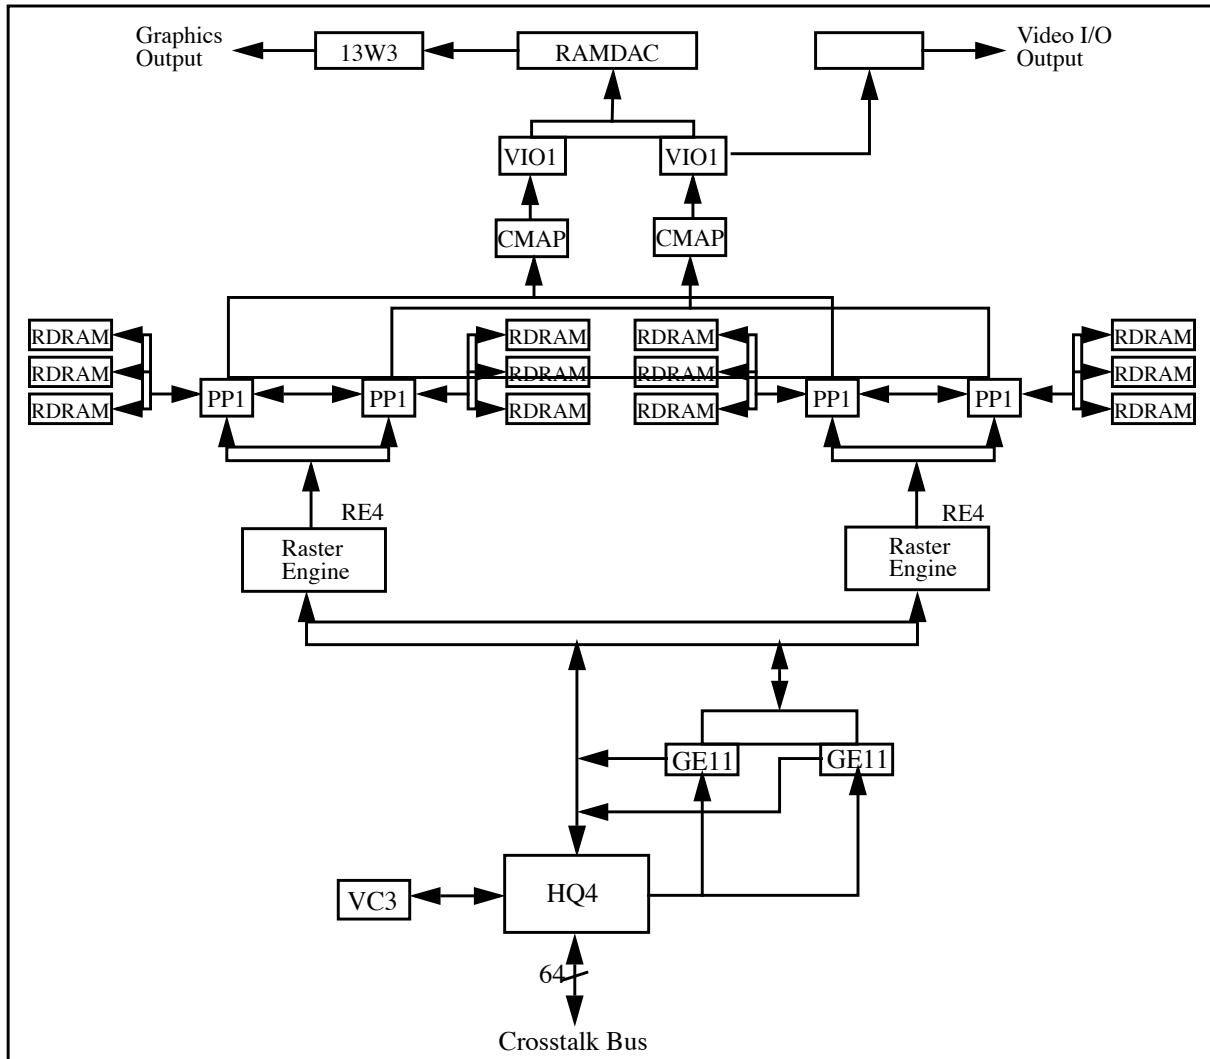 Graphics
Output
13W3
RAMDAC
Video I/O
Output
VIO1
VIO1
CMAP
CMAP
RDRAM
RDRAM
RDRAM
RDRAM
RDRAM
RDRAM
RDRAM
RDRAM
RDRAM
RDRAM
RDRAM
RDRAM
PP1
PP1
PP1
PP1
RE4
RE4
Raster
Engine
Raster
Engine
GE11
GE11
VC3
HQ4
64
Crosstalk Bus